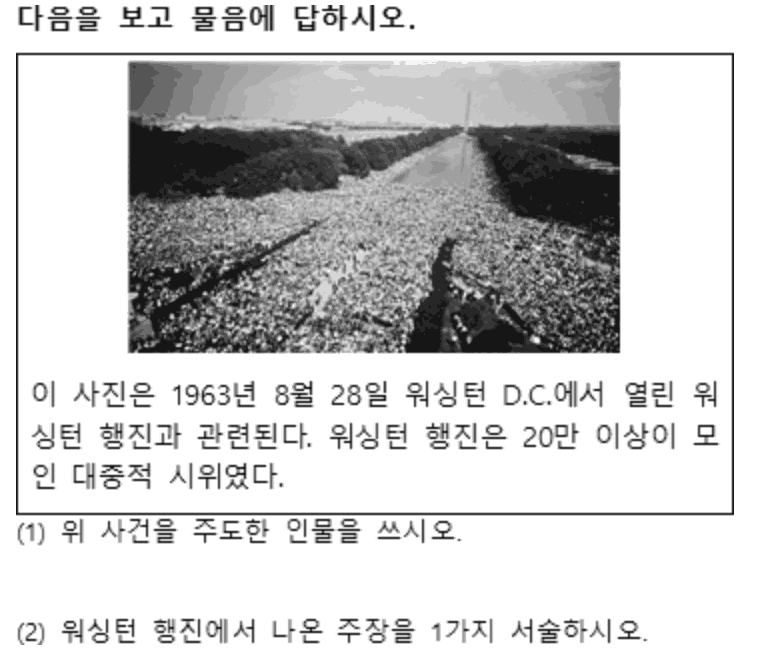 다음을 보고 물음에 답하시오.
이 사진은 1963년 8월 28일 워싱턴 D.C.에서 열린 워
싱턴 행진과 관련된다. 워싱턴 행진은 20만 이상이 모
인 대중적 시위였다.
(1) 위 사건을 주도한 인물을 쓰시오.
(2) 워싱턴 행진에서 나온 주장을 1가지 서술하시오.